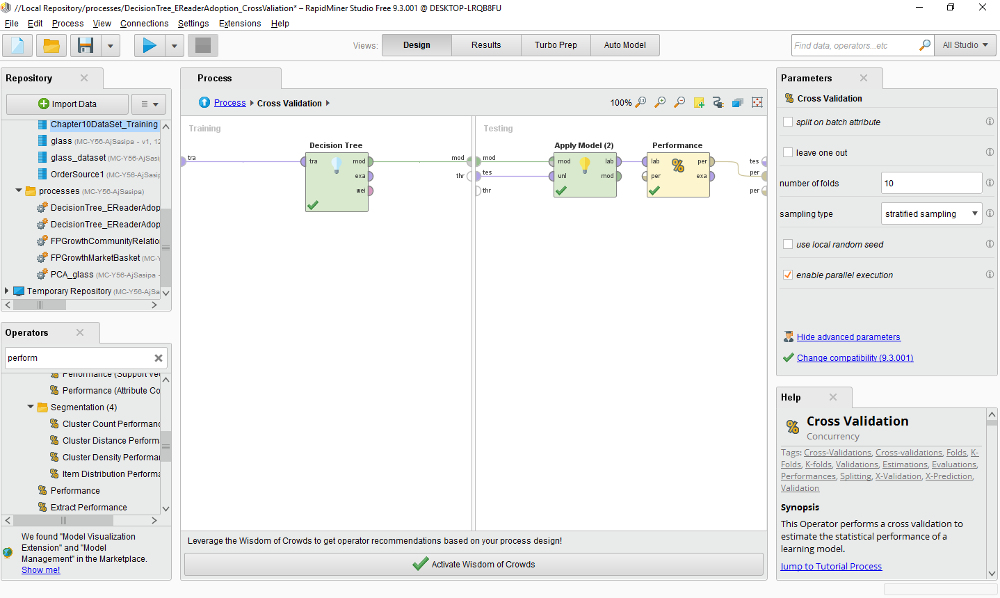 //Local Repository/processes/DecisionTree_EReaderAdoption_CrossValiation* – RapidMiner Studio Free 9.3.001 @ DESKTOP-LRQB8FU
File Edit Process View Connections Settings Extensions Help
Views: Design Results Turbo Prep Auto Model
Find data, operators...etc
All Studio
Repository
Import Data
Chapter10DataSet_Training
glass (MC-Y56-AjSasipa - v1, 12
glass_dataset (MC-Y56-AjSasi
OrderSource1 (MC-Y56-AjSasi
processes (MC-Y56-AjSasipa)
DecisionTree_EReaderAdop
DecisionTree_EReaderAdop
FPGrowthCommunityRelatio
FPGrowthMarketBasket (MC-Y
PCA_glass (MC-Y56-AjSasipa -
Temporary Repository (MC-Y56-AjSa
Operators
perform
Performance (Support Vec
Performance (Attribute Co
Segmentation (4)
Cluster Count Performanc
Cluster Distance Perform
Cluster Density Performa
Item Distribution Performa
Performance
Extract Performance
We found "Model Visualization
Extension" and "Model
Management" in the Marketplace.
Show me!
Process
Process Cross Validation
100%
Training
tra
Decision Tree
tra mod
exa
wei
mod
thr
Testing
mod
tes
thr
Apply Model (2)
mod lab
unl mod
Performance
lab per
per exa
tes
per
per
Leverage the Wisdom of Crowds to get operator recommendations based on your process design!
Activate Wisdom of Crowds
Parameters
Cross Validation
split on batch attribute
leave one out
number of folds 10
sampling type stratified sampling
use local random seed
enable parallel execution
Hide advanced parameters
Change compatibility (9.3.001)
Help
Cross Validation
Concurrency
Tags: Cross-Validations, Cross-validations, Folds, K-
Folds, K-folds, Validations, Estimations, Evaluations,
Performances, Splitting, X-Validation, X-Prediction,
Validation
Synopsis
This Operator performs a cross validation to
estimate the statistical performance of a
learning model.
Jump to Tutorial Process